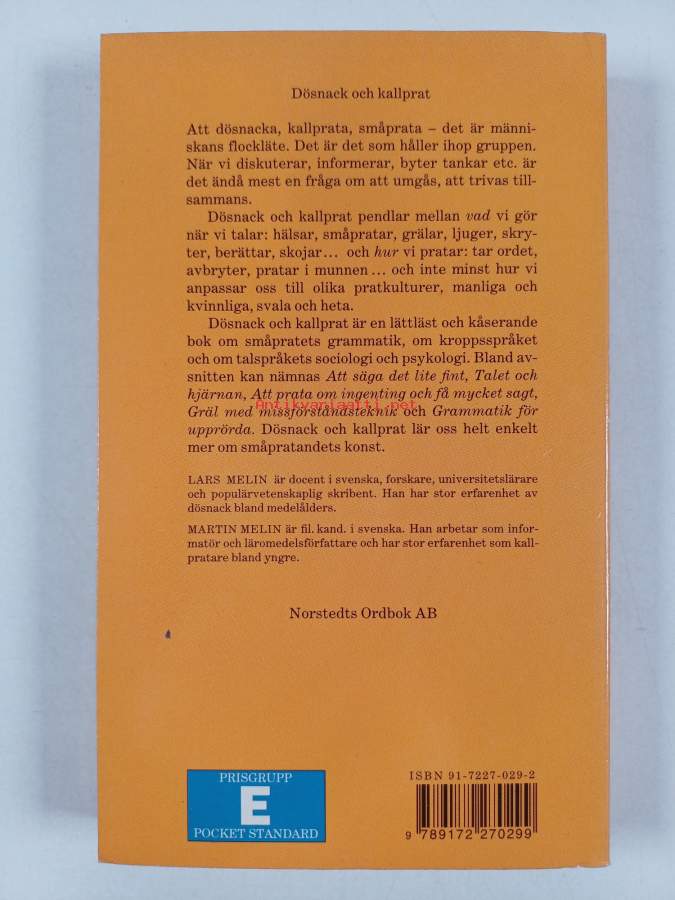 Dösnack och kallprat
Att dösnacka, kallprata, småprata – det är männi-
skans flockläte. Det är det som håller ihop gruppen.
När vi diskuterar, informerar, byter tankar etc. är
det ändå mest en fråga om att umgås, att trivas till-
sammans.
Dösnack och kallprat pendlar mellan vad vi gör
när vi talar: hälsar, småpratar, grälar, ljuger, skry-
ter, berättar, skojar... och hur vi pratar: tar ordet,
avbryter, pratar i munnen... och inte minst hur vi
anpassar oss till olika pratkulturer, manliga och
kvinnliga, svala och heta.
Dösnack och kallprat är en lättläst och kåserande
bok om småpratets grammatik, om kroppsspråket
och om talspråkets sociologi och psykologi. Bland av-
snitten kan nämnas Att säga det lite fint, Talet och
hjärnan, Att prata om ingenting och få mycket sagt,
Antikvariaatti.net
Gräl med missförståndsteknik och Grammatik för
upprörda. Dösnack och kallprat lär oss helt enkelt
mer om småpratandets konst.
LARS MELIN är docent i svenska, forskare, universitetslärare
och populärvetenskaplig skribent. Han har stor erfarenhet av
dösnack bland medelålders.
MARTIN MELIN är fil. kand. i svenska. Han arbetar som infor-
matör och läromedelsförfattare och har stor erfarenhet som kall-
pratare bland yngre.
Norstedts Ordbok AB
PRISGRUPP
E
POCKET STANDARD
ISBN 91-7227-029-2
9 789172 270299